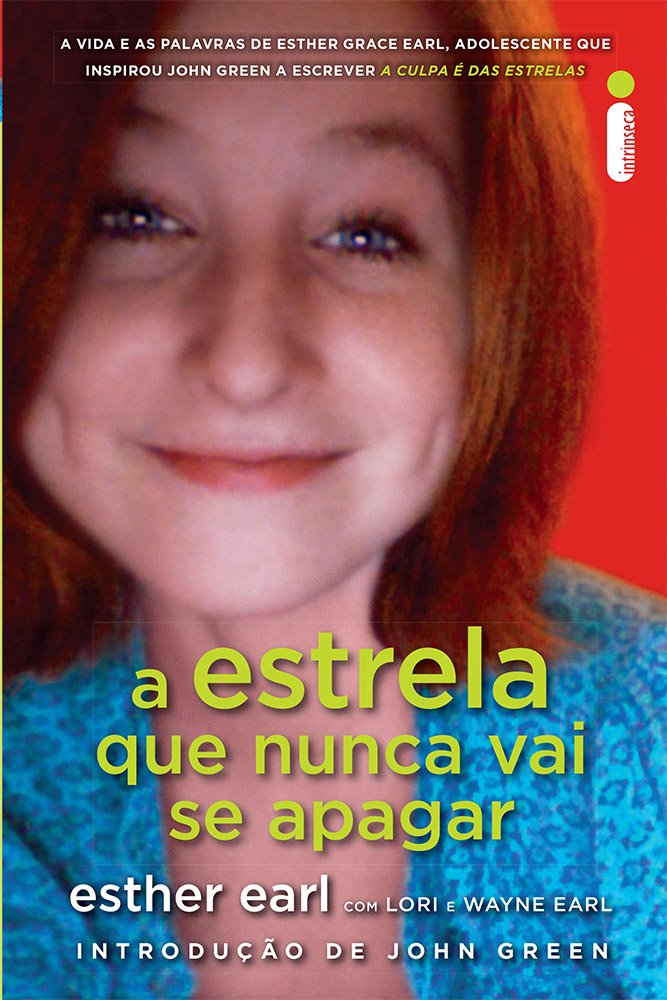 A VIDA E AS PALAVRAS DE ESTHER GRACE EARL, ADOLESCENTE QUE
INSPIROU JOHN GREEN A ESCREVER A CULPA É DAS ESTRELAS
intrínseca
a estrela
que nunca vai
se apagar
esther earl COM LORI E WAYNE EARL
INTRODUÇÃO DE JOHN GREEN